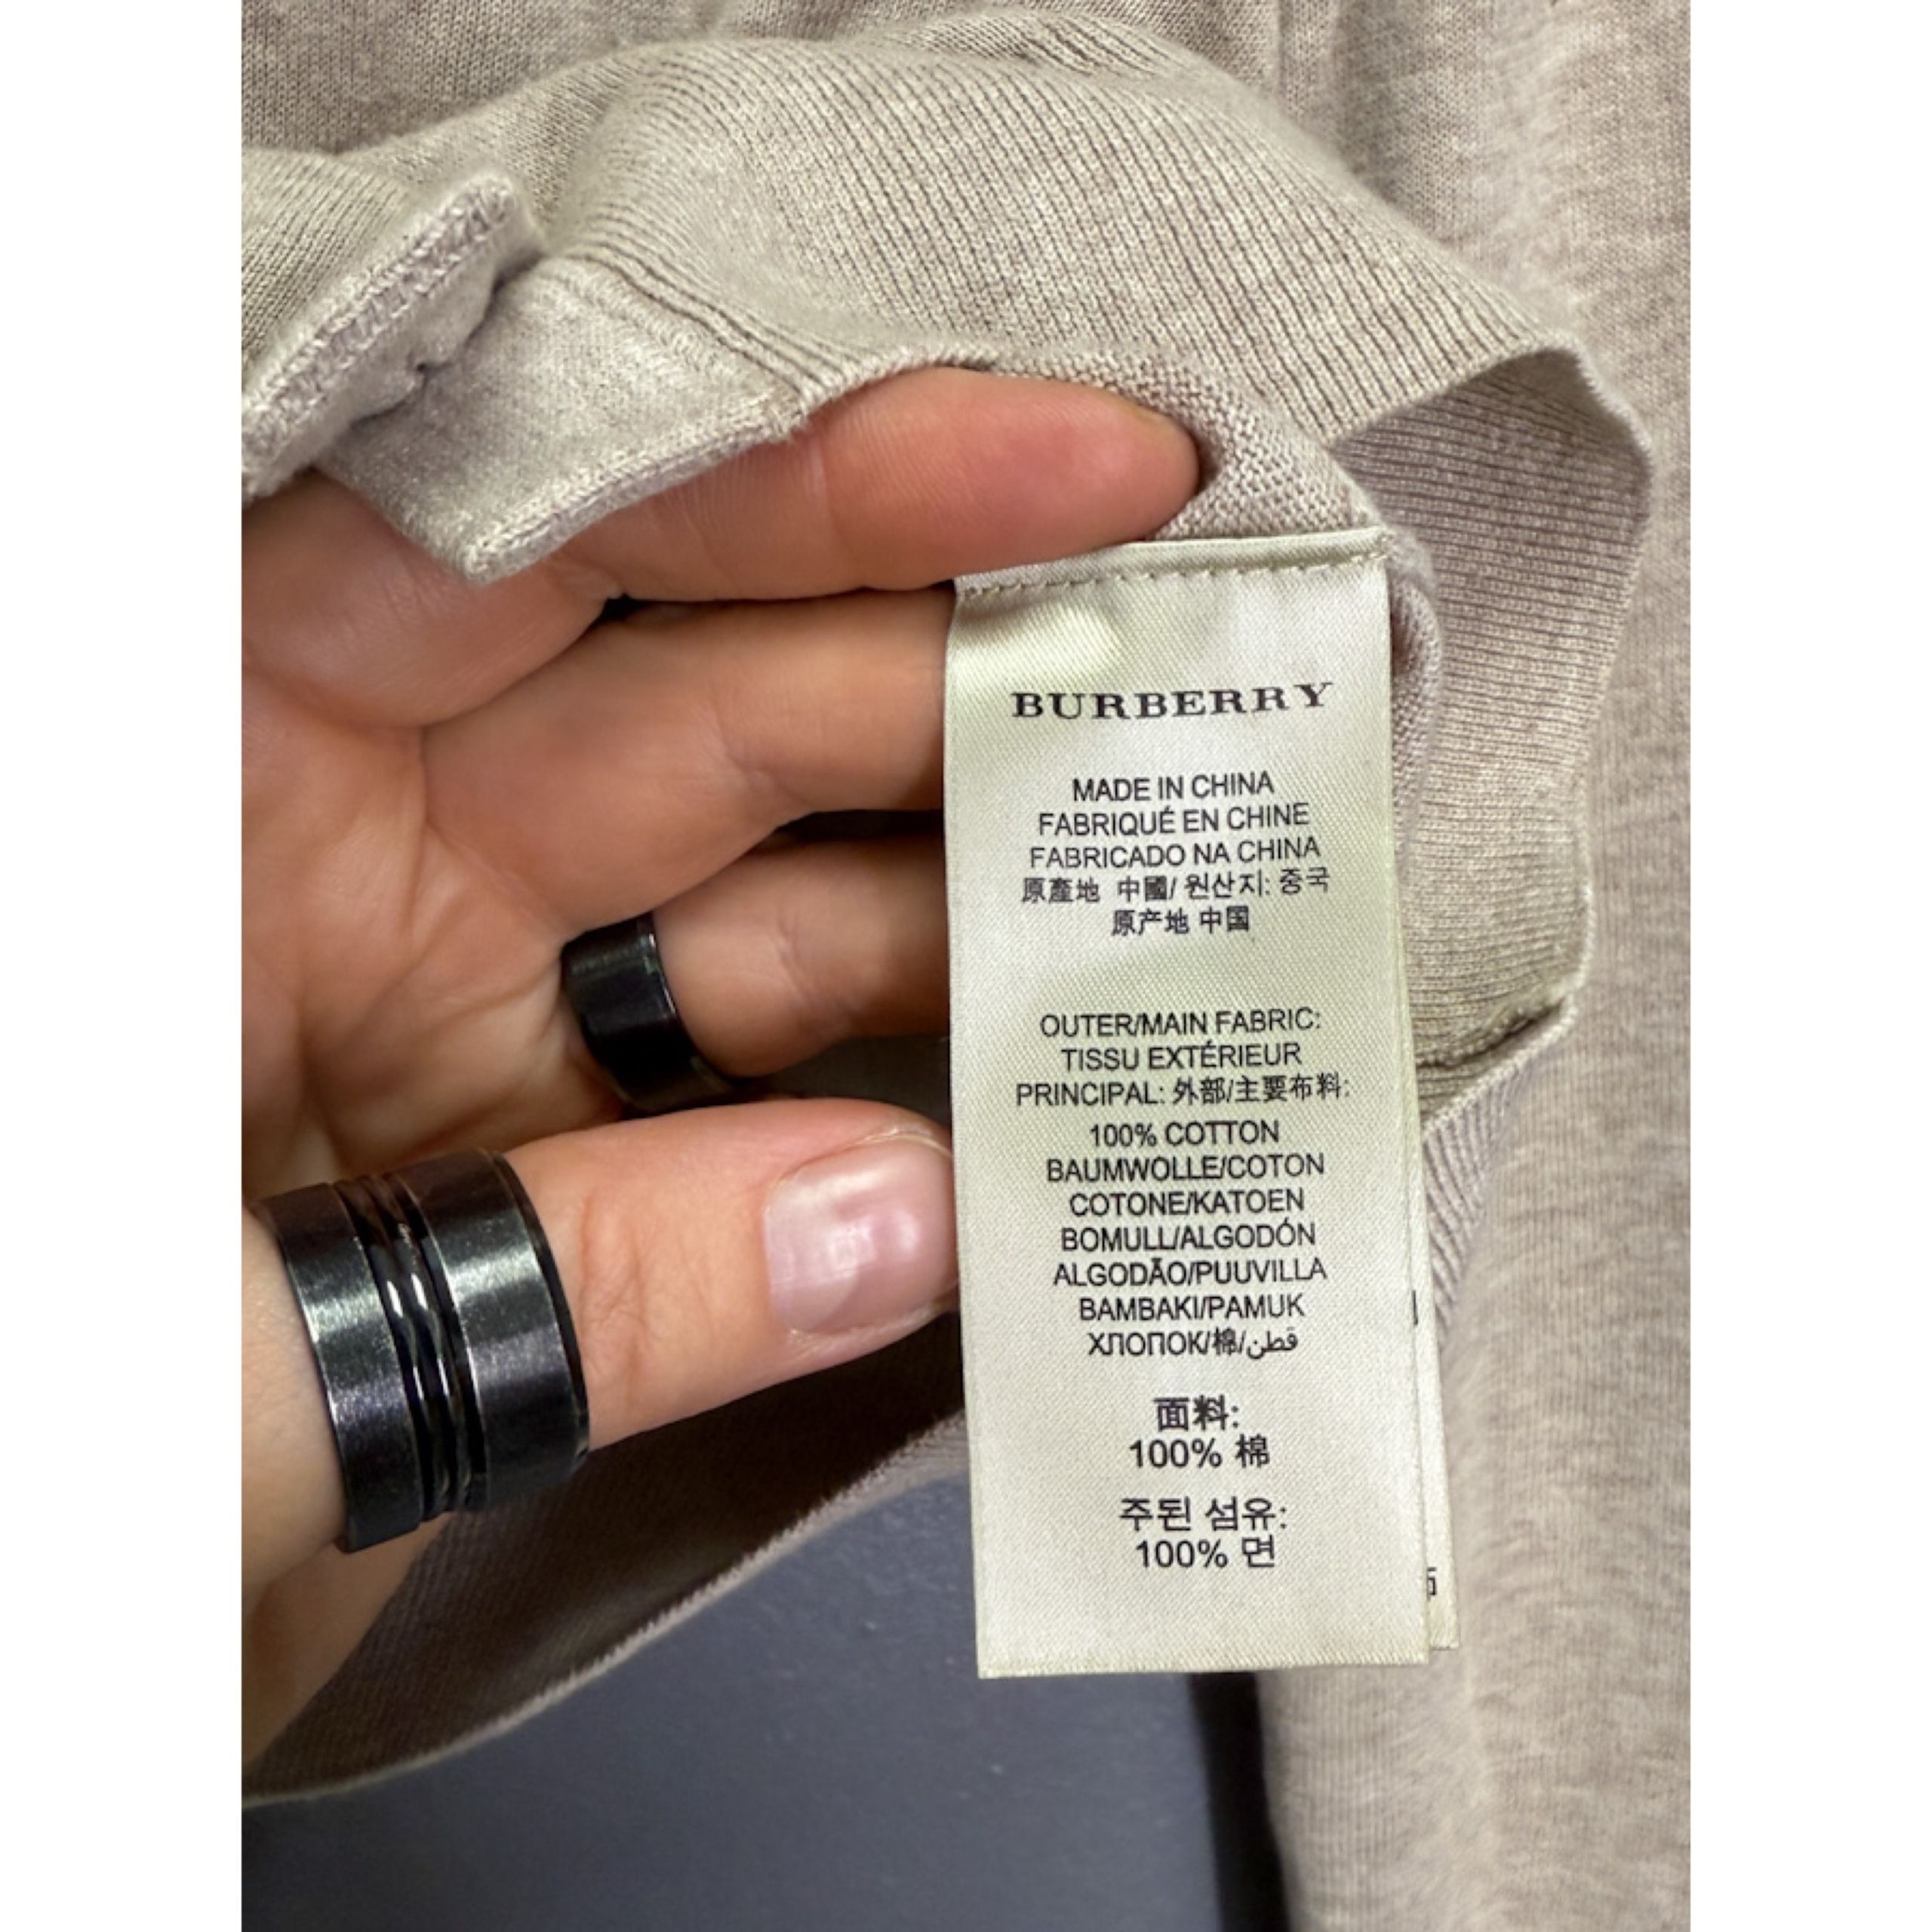 BURBERRY
MADE IN CHINA
FABRIQUÉ EN CHINE
FABRICADO NA CHINA
原產地 中國/ 원산지: 중국
原产地 中国
OUTER/MAIN FABRIC:
TISSU EXTÉRIEUR
PRINCIPAL: 外部/主要布料:
100% COTTON
BAUMWOLLE/COTON
COTONE/KATOEN
BOMULL/ALGODÓN
ALGODÃO/PUUVILLA
BAMBAKI/PAMUK
ХЛОПОК/棉/قطن
面料:
100% 棉
주된 섬유:
100% 면